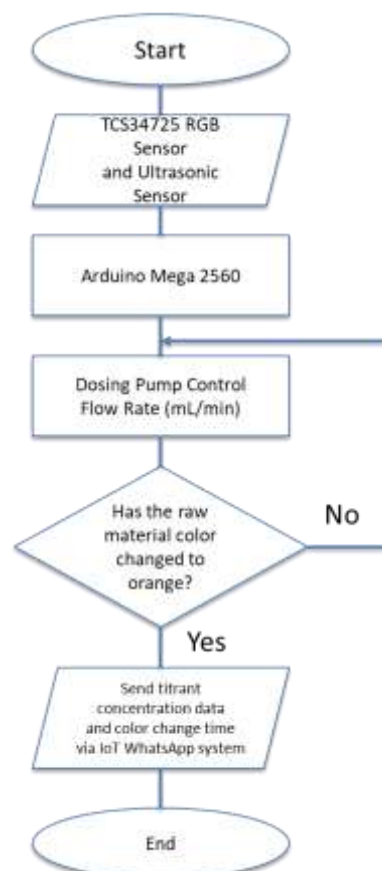 Start
TCS34725 RGB
Sensor
and Ultrasonic
Sensor
Arduino Mega 2560
Dosing Pump Control
Flow Rate (mL/min)
Has the raw
material color
changed to
orange?
No
Yes
Send titrant
concentration data
and color change time
via IoT WhatsApp system
End